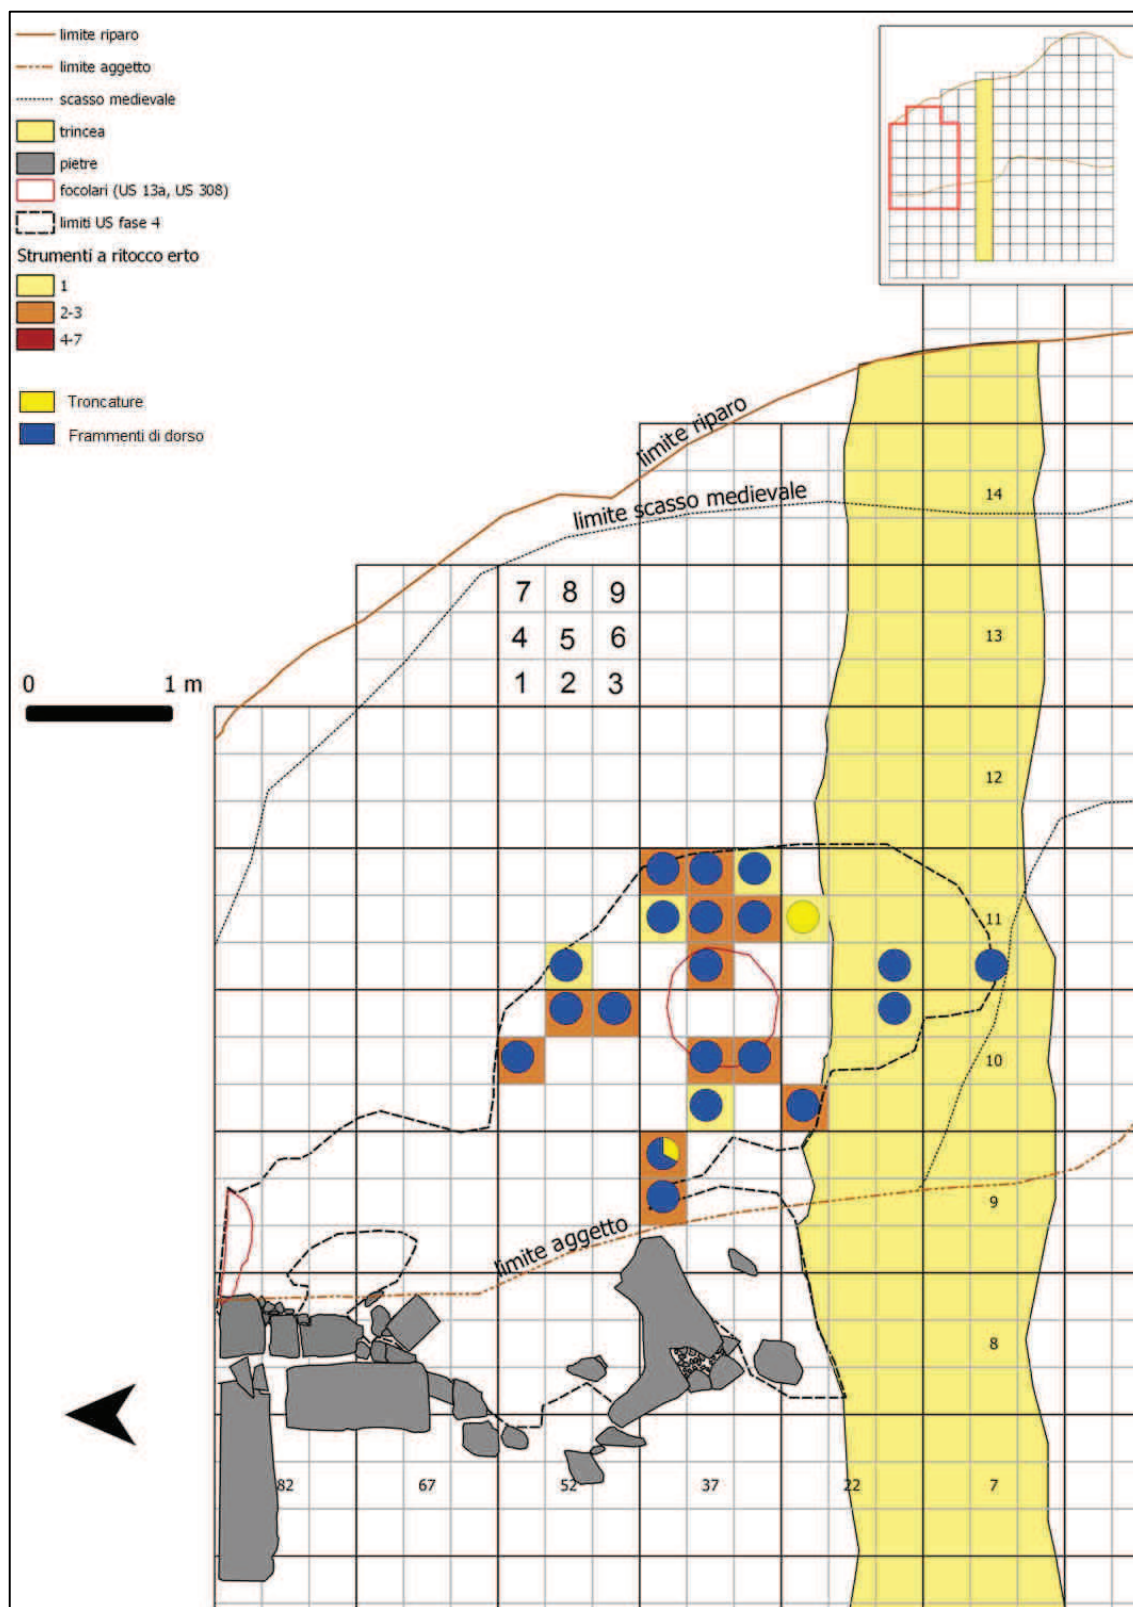 limite riparo
limite aggetto
scasso medievale
trincea
pietre
focolari (US 13a, US 308)
limiti US fase 4
Strumenti a ritocco erto
1
2-3
4-7
Troncature
Frammenti di dorso
limite riparo
limite scasso medievale
14
7 8 9
4 5 6
1 2 3
13
0 1 m
12
11
10
9
limite aggetto
8
82 67 52 37 22 7